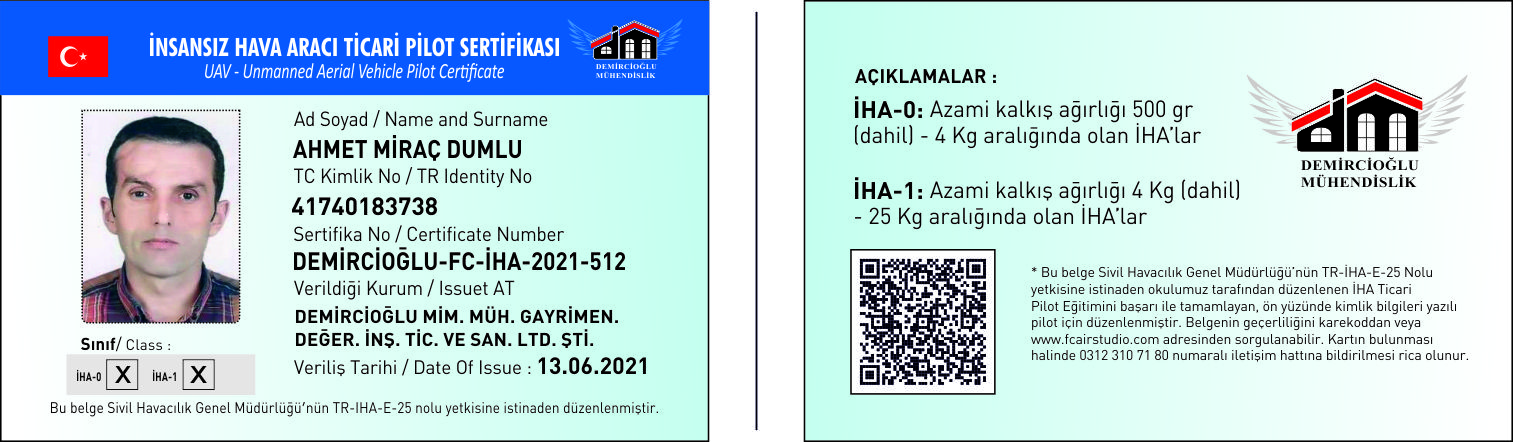 İNSANSIZ HAVA ARACI TİCARİ PİLOT SERTİFİKASI
UAV - Unmanned Aerial Vehicle Pilot Certificate
DEMİRCİOĞLU
MÜHENDİSLİK
Ad Soyad / Name and Surname
AHMET MİRAÇ DUMLU
TC Kimlik No / TR Identity No
41740183738
Sertifika No / Certificate Number
DEMİRCİOĞLU-FC-İHA-2021-512
Verildiği Kurum / Issuet AT
DEMİRCİOĞLU MİM. MÜH. GAYRİMEN.
DEĞER. İNŞ. TİC. VE SAN. LTD. ŞTİ.
Veriliş Tarihi / Date Of Issue : 13.06.2021
Sınıf/ Class :
İHA-0 X İHA-1 X
Bu belge Sivil Havacılık Genel Müdürlüğü'nün TR-IHA-E-25 nolu yetkisine istinaden düzenlenmiştir.
AÇIKLAMALAR :
İHA-0: Azami kalkış ağırlığı 500 gr
(dahil) - 4 Kg aralığında olan İHA'lar
İHA-1: Azami kalkış ağırlığı 4 Kg (dahil)
- 25 Kg aralığında olan İHA'lar
DEMİRCİOĞLU
MÜHENDİSLİK
* Bu belge Sivil Havacılık Genel Müdürlüğü'nün TR-İHA-E-25 Nolu
yetkisine istinaden okulumuz tarafından düzenlenen İHA Ticari
Pilot Eğitimini başarı ile tamamlayan, ön yüzünde kimlik bilgileri yazılı
pilot için düzenlenmiştir. Belgenin geçerliliğini karekoddan veya
www.fcairstudio.com adresinden sorgulanabilir. Kartın bulunması
halinde 0312 310 71 80 numaralı iletişim hattına bildirilmesi rica olunur.